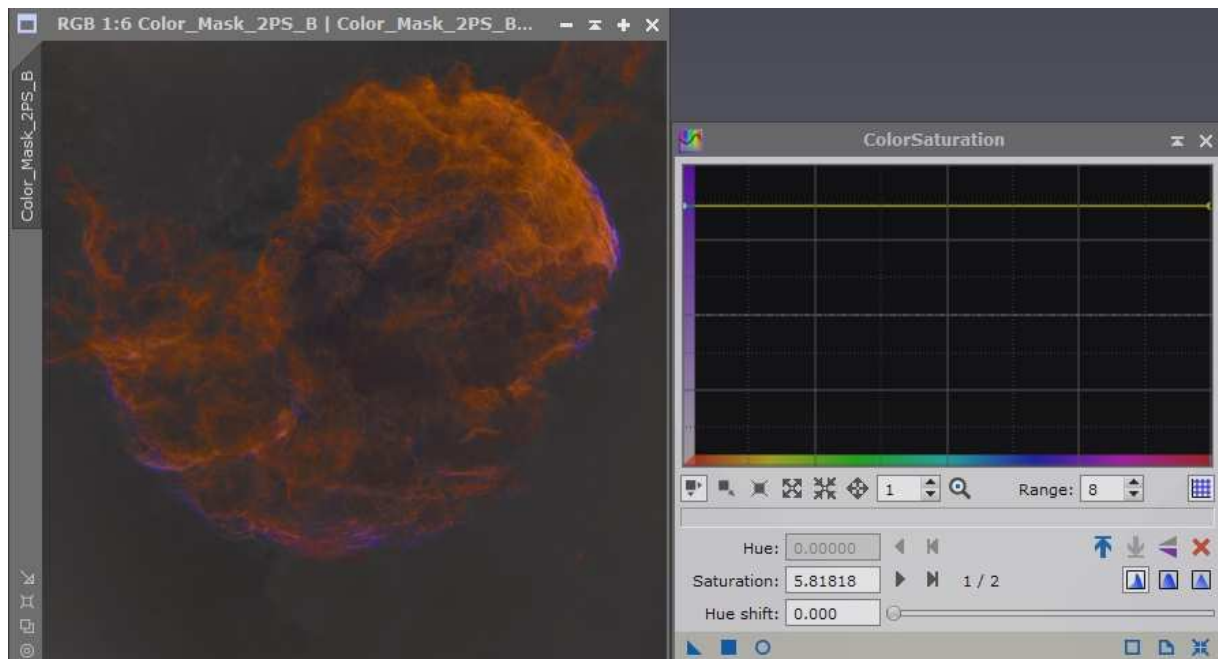 RGB 1:6 Color_Mask_2PS_B | Color_Mask_2PS_B...
Color_Mask_2PS_B
ColorSaturation
1
Range: 8
Hue: 0.00000
Saturation: 5.81818
1 / 2
Hue shift: 0.000